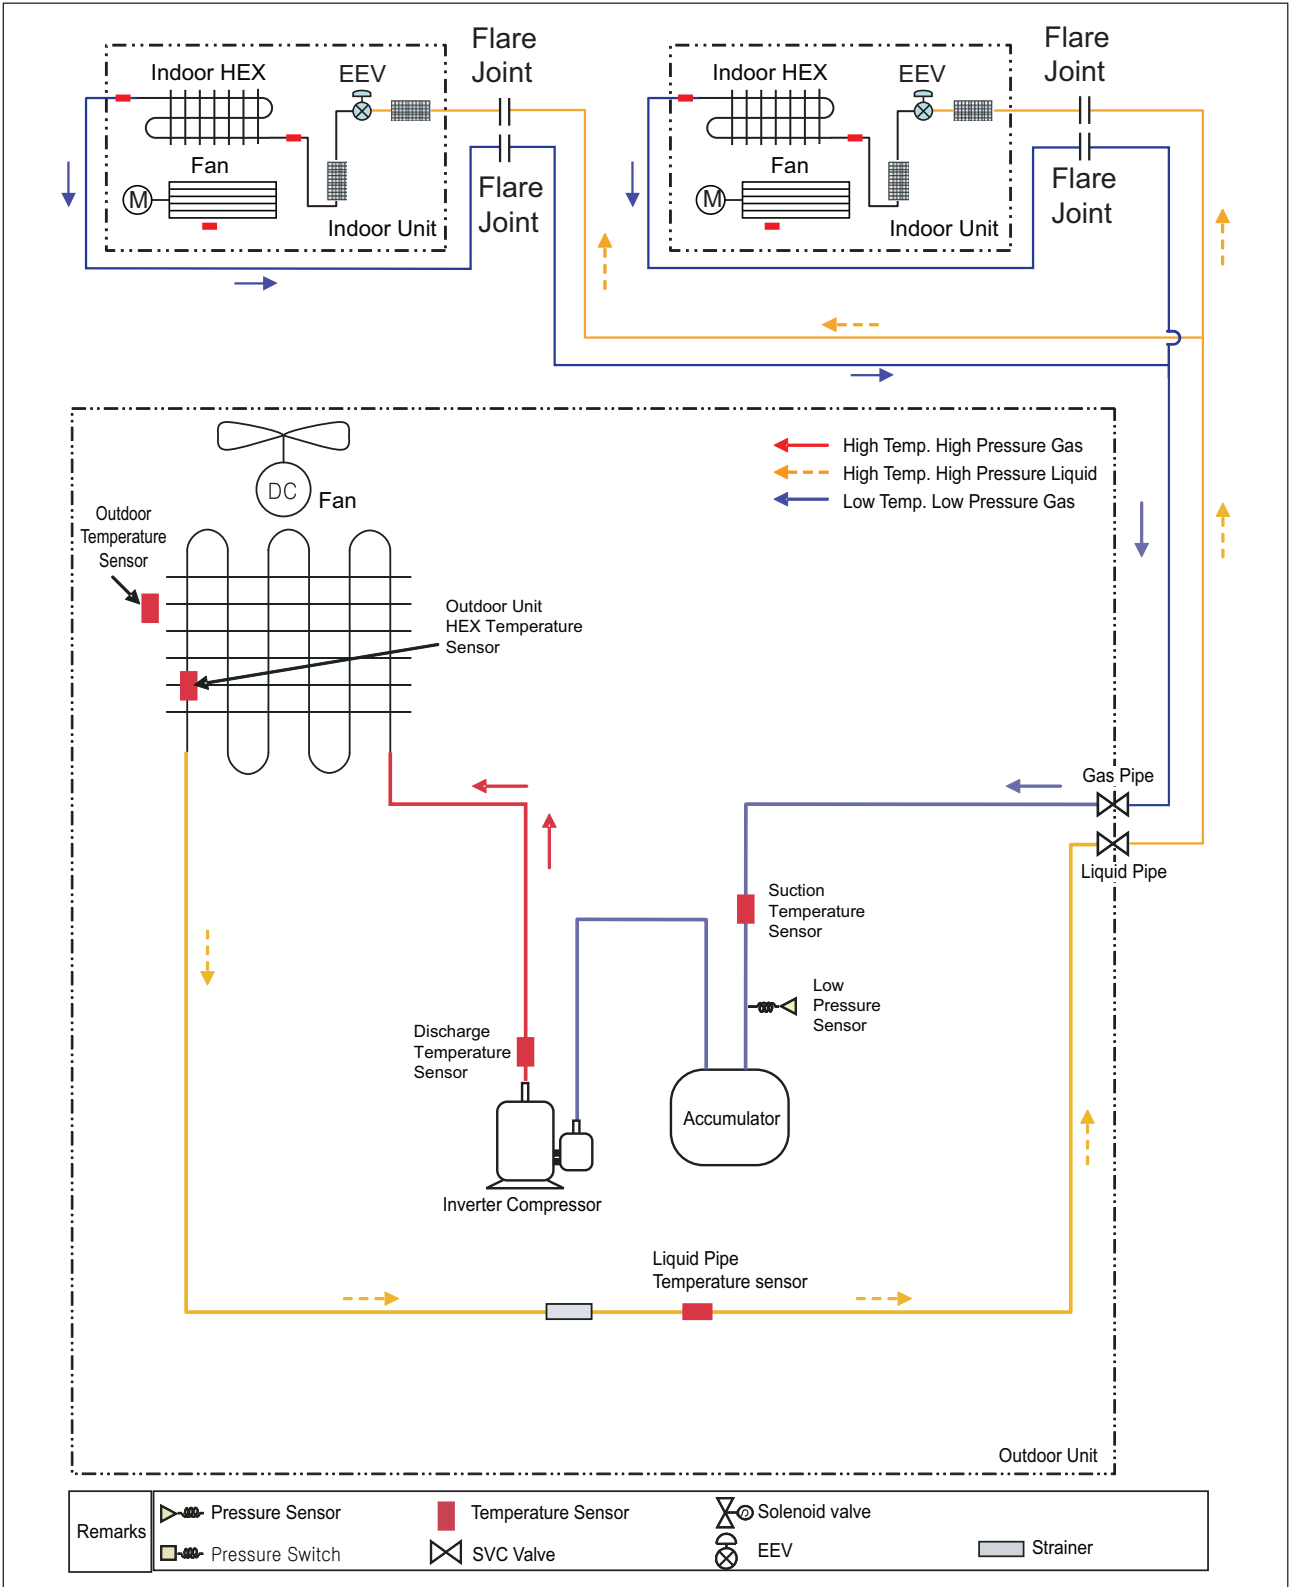 Flare
Joint
Indoor HEX
EEV
Fan
M
Indoor Unit
Flare
Joint
Flare
Joint
Indoor HEX
EEV
Fan
M
Indoor Unit
Flare
Joint
High Temp. High Pressure Gas
High Temp. High Pressure Liquid
Low Temp. Low Pressure Gas
DC
Fan
Outdoor
Temperature
Sensor
Outdoor Unit
HEX Temperature
Sensor
Gas Pipe
Liquid Pipe
Suction
Temperature
Sensor
Low
Pressure
Sensor
Discharge
Temperature
Sensor
Accumulator
Inverter Compressor
Liquid Pipe
Temperature sensor
Outdoor Unit
Remarks
Pressure Sensor
Temperature Sensor
Solenoid valve
Pressure Switch
SVC Valve
EEV
Strainer